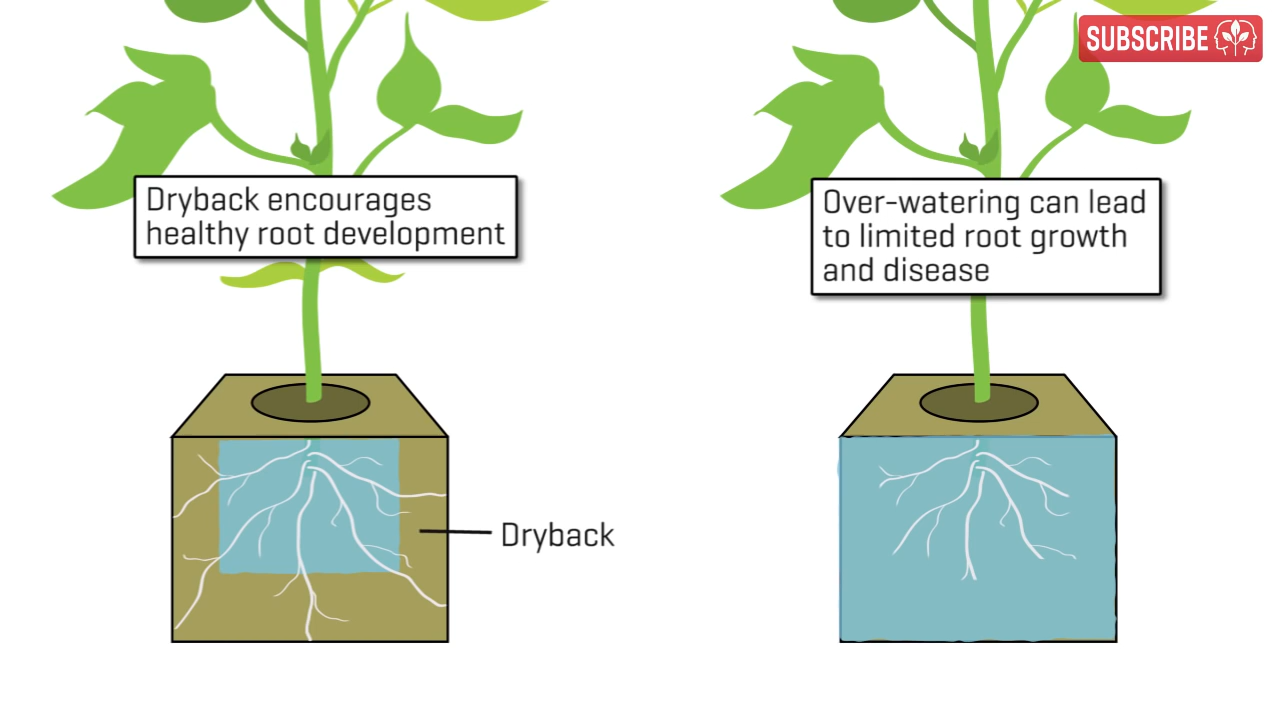 SUBSCRIBE
Dryback encourages
healthy root development
Over-watering can lead
to limited root growth
and disease
Dryback